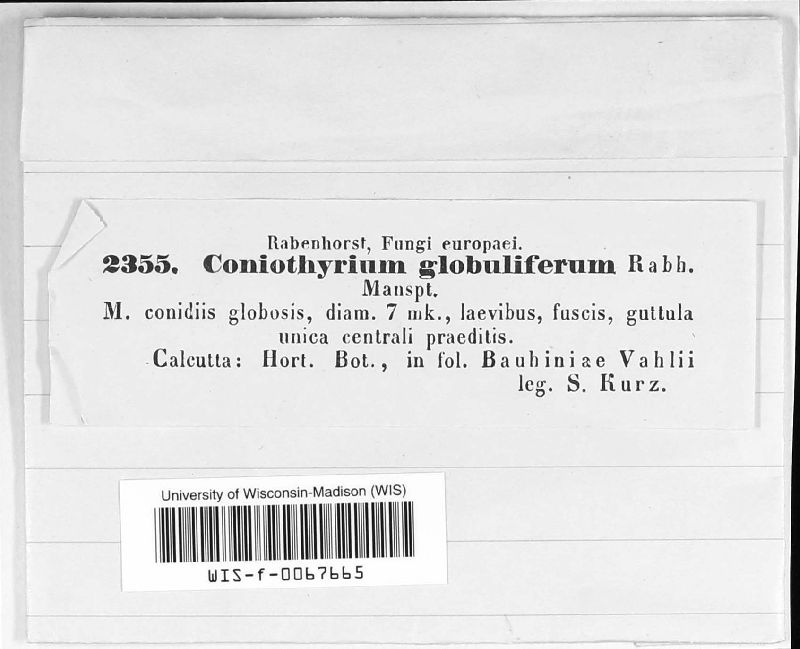 Rabenhorst, Fungi europaei.
2355. Coniothyrium globuliferum Rabh.
Manspt.
M. conidiis globosis, diam. 7 mk., laevibus, fuscis, guttula
unica centrali praeditis.
Calcutta: Hort. Bot., in fol. Bauhiniae Vahlii
leg. S. Kurz.
University of Wisconsin-Madison (WIS)
WIS-f-0067665